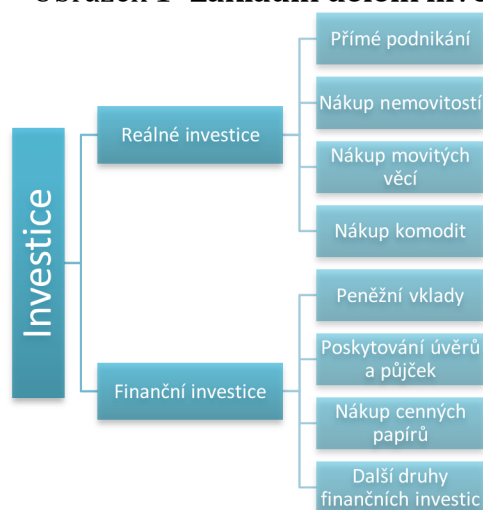 Přímé podnikání
Nákup nemovitostí
Reálné investice
Nákup movitých
věcí
Nákup komodit
Investice
Peněžní vklady
Poskytování úvěrů
a půjček
Finanční investice
Nákup cenných
papírů
Další druhy
finančních investic